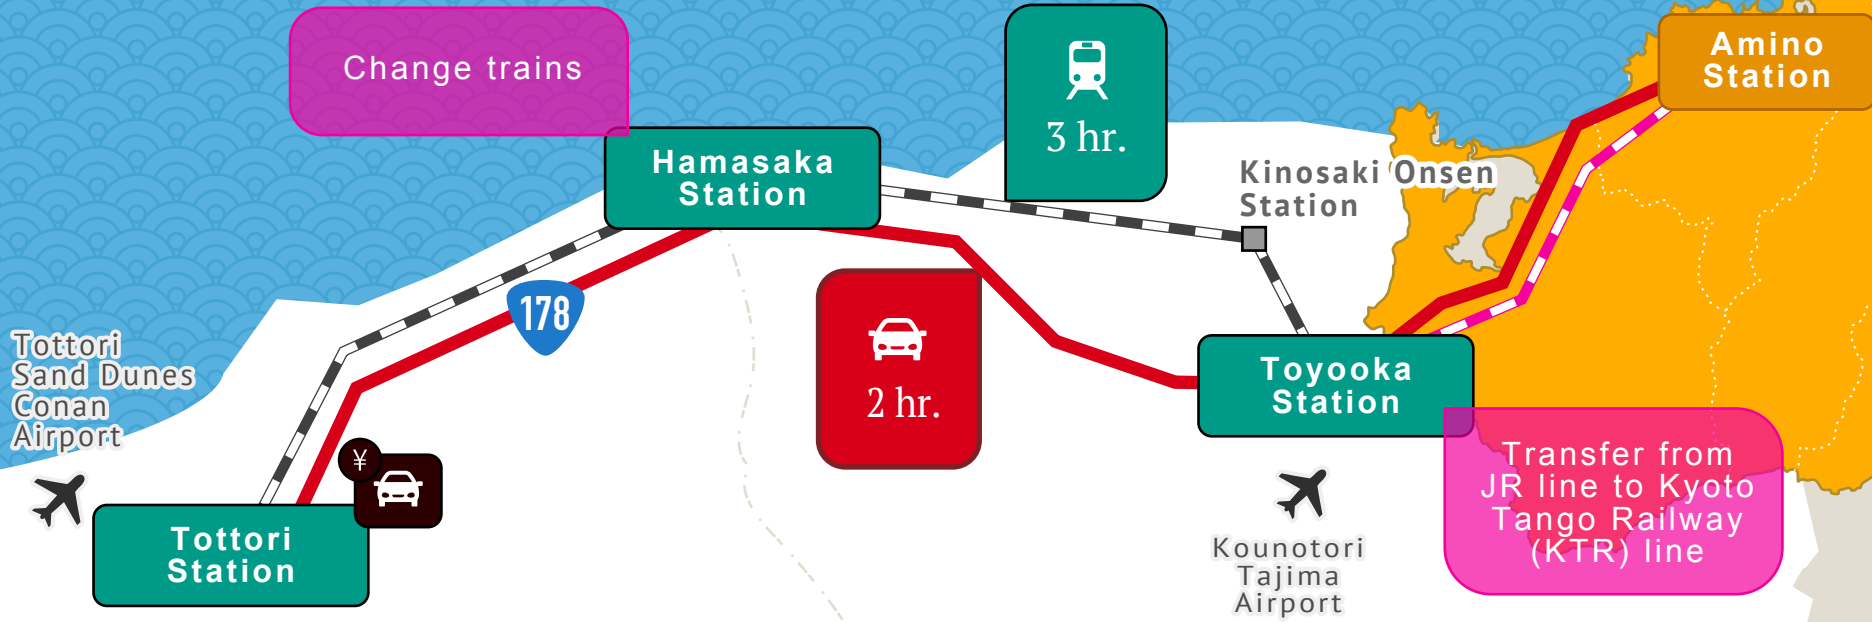 Change trains
Hamasaka
Station
3 hr.
Amino
Station
Kinosaki Onsen
Station
178
Tottori
Sand Dunes
Conan
Airport
2 hr.
Toyooka
Station
¥
Tottori
Station
Kounotori
Tajima
Airport
Transfer from
JR line to Kyoto
Tango Railway
(KTR) line